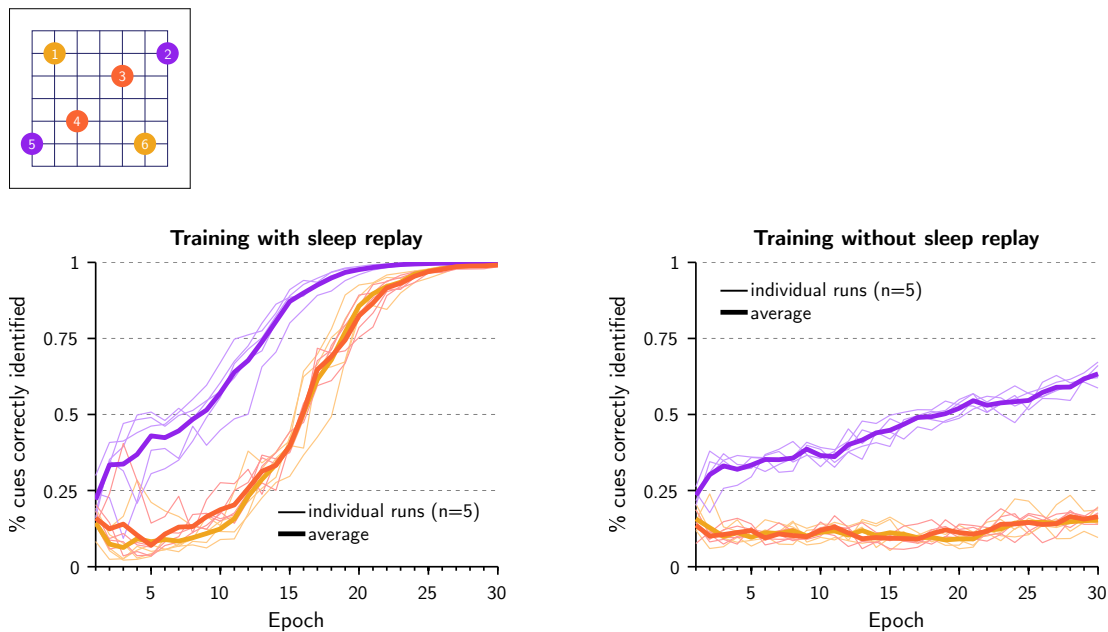 1
2
3
4
5
6
Training with sleep replay
% cues correctly identified
1
0.75
0.5
0.25
0
individual runs (n=5)
average
5
10
15
20
25
30
Epoch
Training without sleep replay
% cues correctly identified
1
0.75
0.5
0.25
0
individual runs (n=5)
average
5
10
15
20
25
30
Epoch